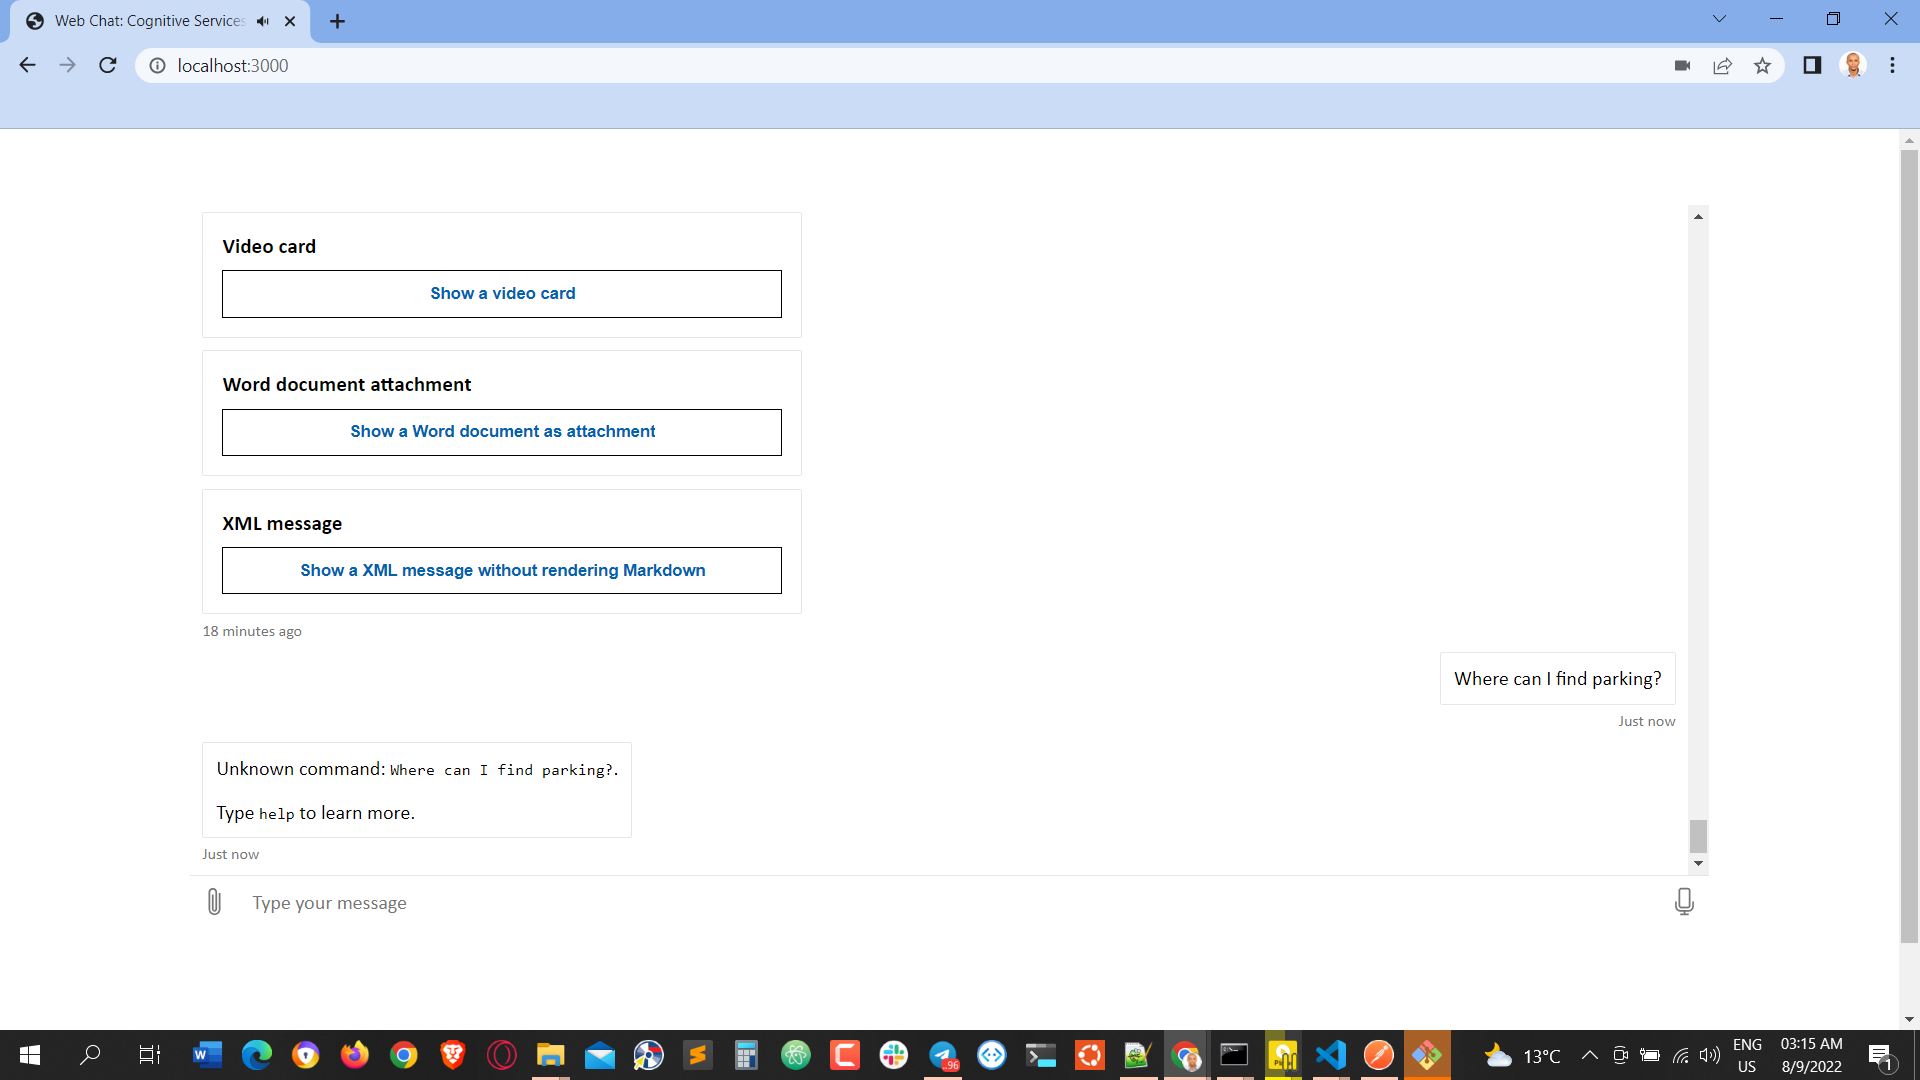 Web Chat: Cognitive Services
localhost:3000
Video card
Show a video card
Word document attachment
Show a Word document as attachment
XML message
Show a XML message without rendering Markdown
18 minutes ago
Where can I find parking?
Just now
Unknown command: Where can I find parking?.
Type help to learn more.
Just now
Type your message
13°C
ENG
US
03:15 AM
8/9/2022
1
96